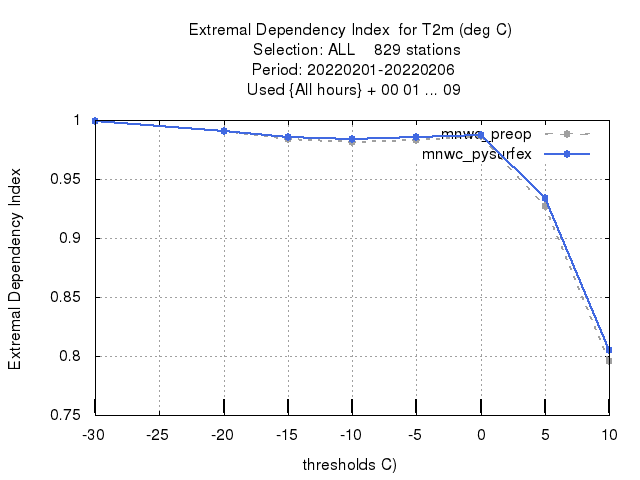 Extremal Dependency Index  for T2m (deg C)
Selection: ALL    829 stations
Period: 20220201-20220206
Used {All hours} + 00 01 ... 09
mnwc_preop
mnwc_pysurfex
1
0.95
0.9
0.85
0.8
0.75
Extremal Dependency Index
-30 -25 -20 -15 -10 -5 0 5 10
thresholds C)